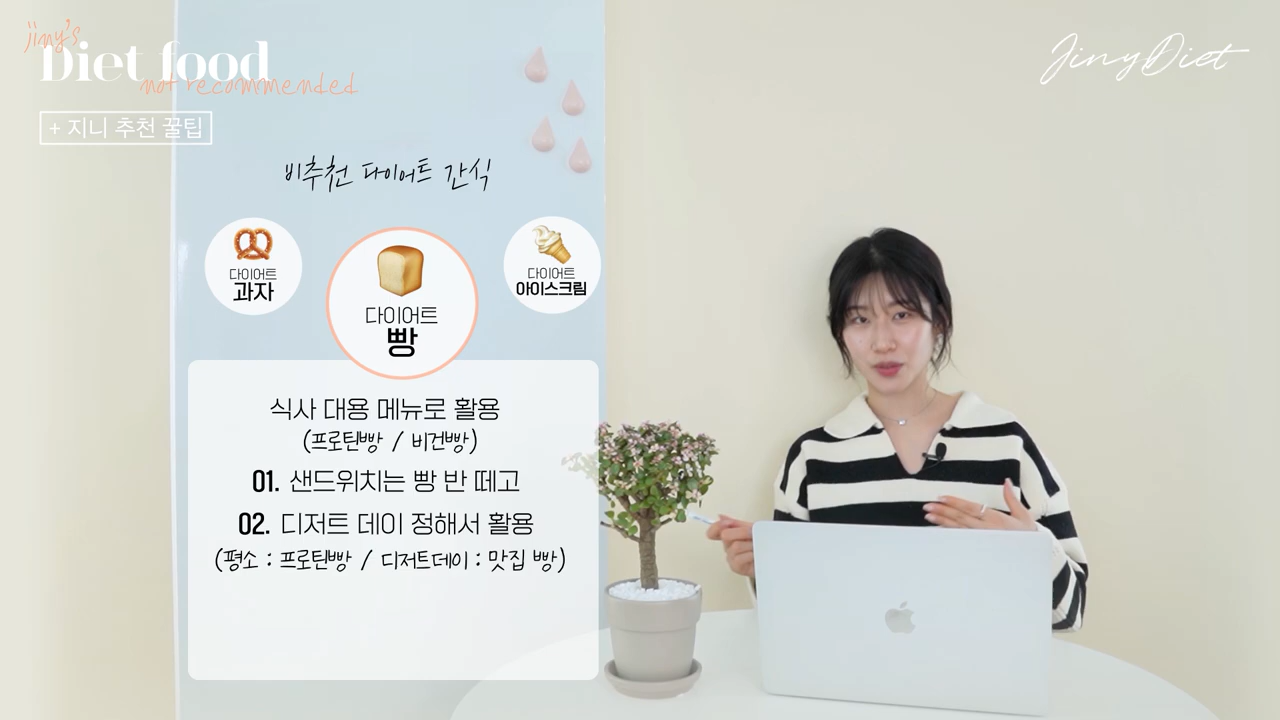 jiny's
Diet food
not recommended
+ 지니 추천 꿀팁
JinyDiet
비추천 다이어트 간식
다이어트
과자
다이어트
빵
다이어트
아이스크림
식사 대용 메뉴로 활용
(프로틴빵 / 비건빵)
01. 샌드위치는 빵 반 떼고
02. 디저트 데이 정해서 활용
(평소 : 프로틴빵 / 디저트데이 : 맛집 빵)